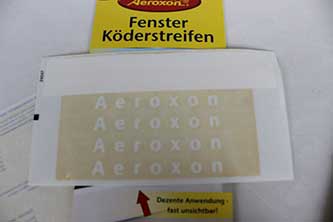 Aeroxon
Fenster
Köderstreifen
Aeroxon
Aeroxon
Aeroxon
Aeroxon
Dezente Anwendung -
fast unsichtbar!